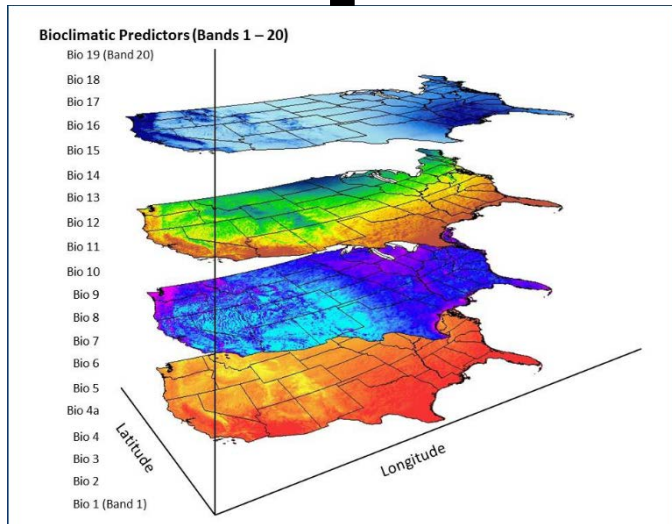 Bioclimatic Predictors (Bands 1 – 20)
Bio 19 (Band 20)
Bio 18
Bio 17
Bio 16
Bio 15
Bio 14
Bio 13
Bio 12
Bio 11
Bio 10
Bio 9
Bio 8
Bio 7
Bio 6
Bio 5
Bio 4a
Bio 4
Bio 3
Bio 2
Bio 1 (Band 1)
Latitude
Longitude